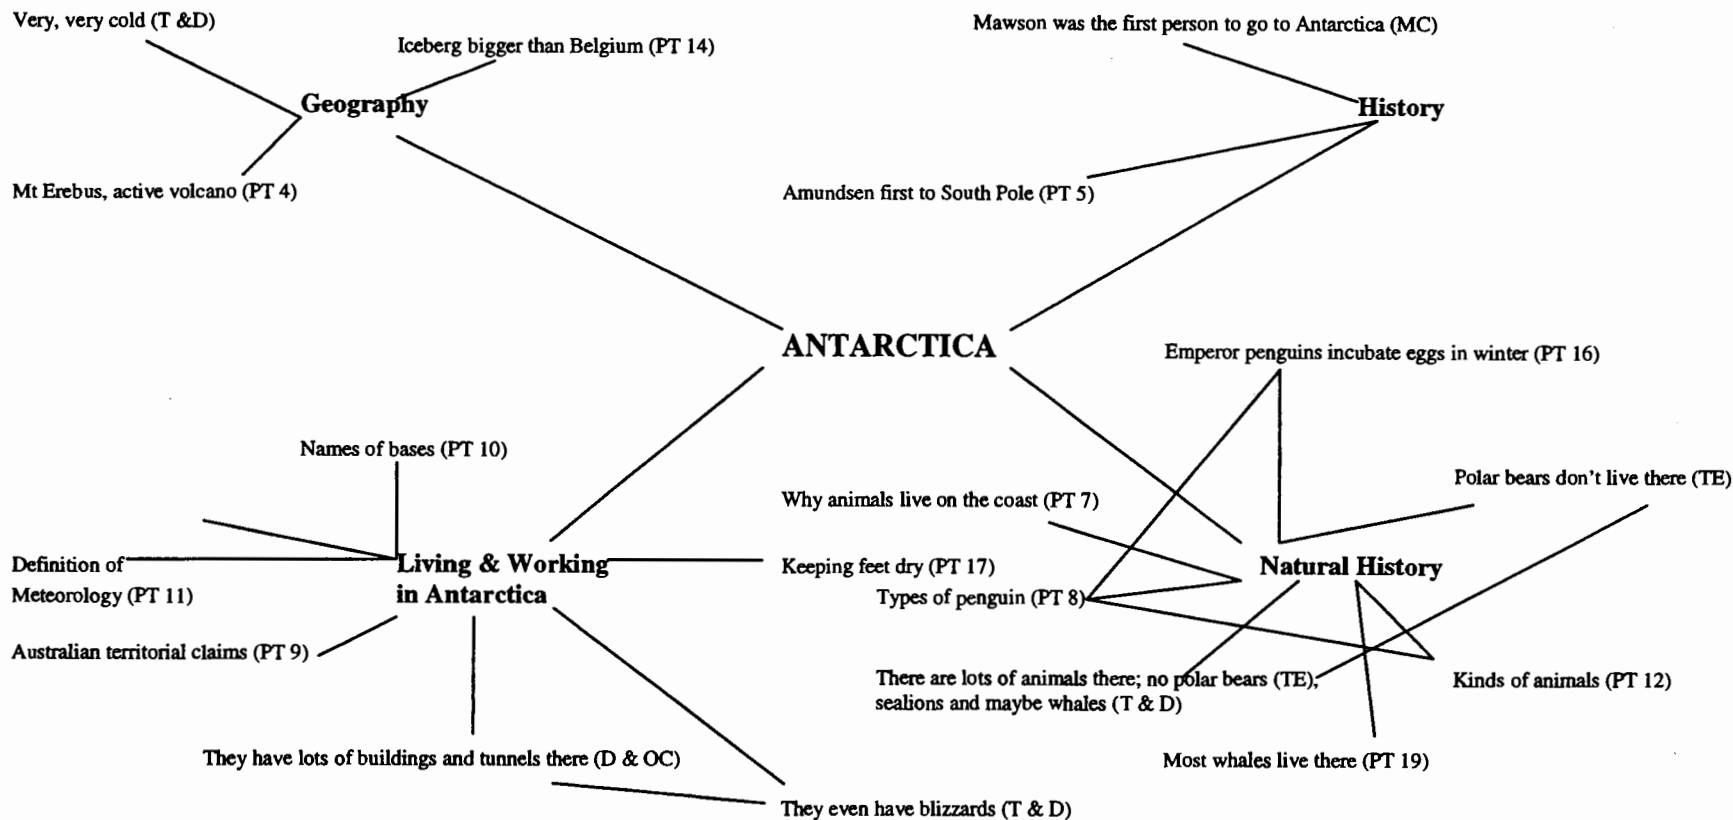 Very, very cold (T &D)
Mawson was the first person to go to Antarctica (MC)
Iceberg bigger than Belgium (PT 14)
Geography
History
Mt Erebus, active volcano (PT 4)
Amundsen first to South Pole (PT 5)
ANTARCTICA
Emperor penguins incubate eggs in winter (PT 16)
Names of bases (PT 10)
Polar bears don't live there (TE)
Why animals live on the coast (PT 7)
Definition of
Meteorology (PT 11)
Living & Working
in Antarctica
Keeping feet dry (PT 17)
Natural History
Types of penguin (PT 8)
Australian territorial claims (PT 9)
There are lots of animals there; no polar bears (TE),
sealions and maybe whales (T & D)
Kinds of animals (PT 12)
They have lots of buildings and tunnels there (D & OC)
Most whales live there (PT 19)
They even have blizzards (T & D)